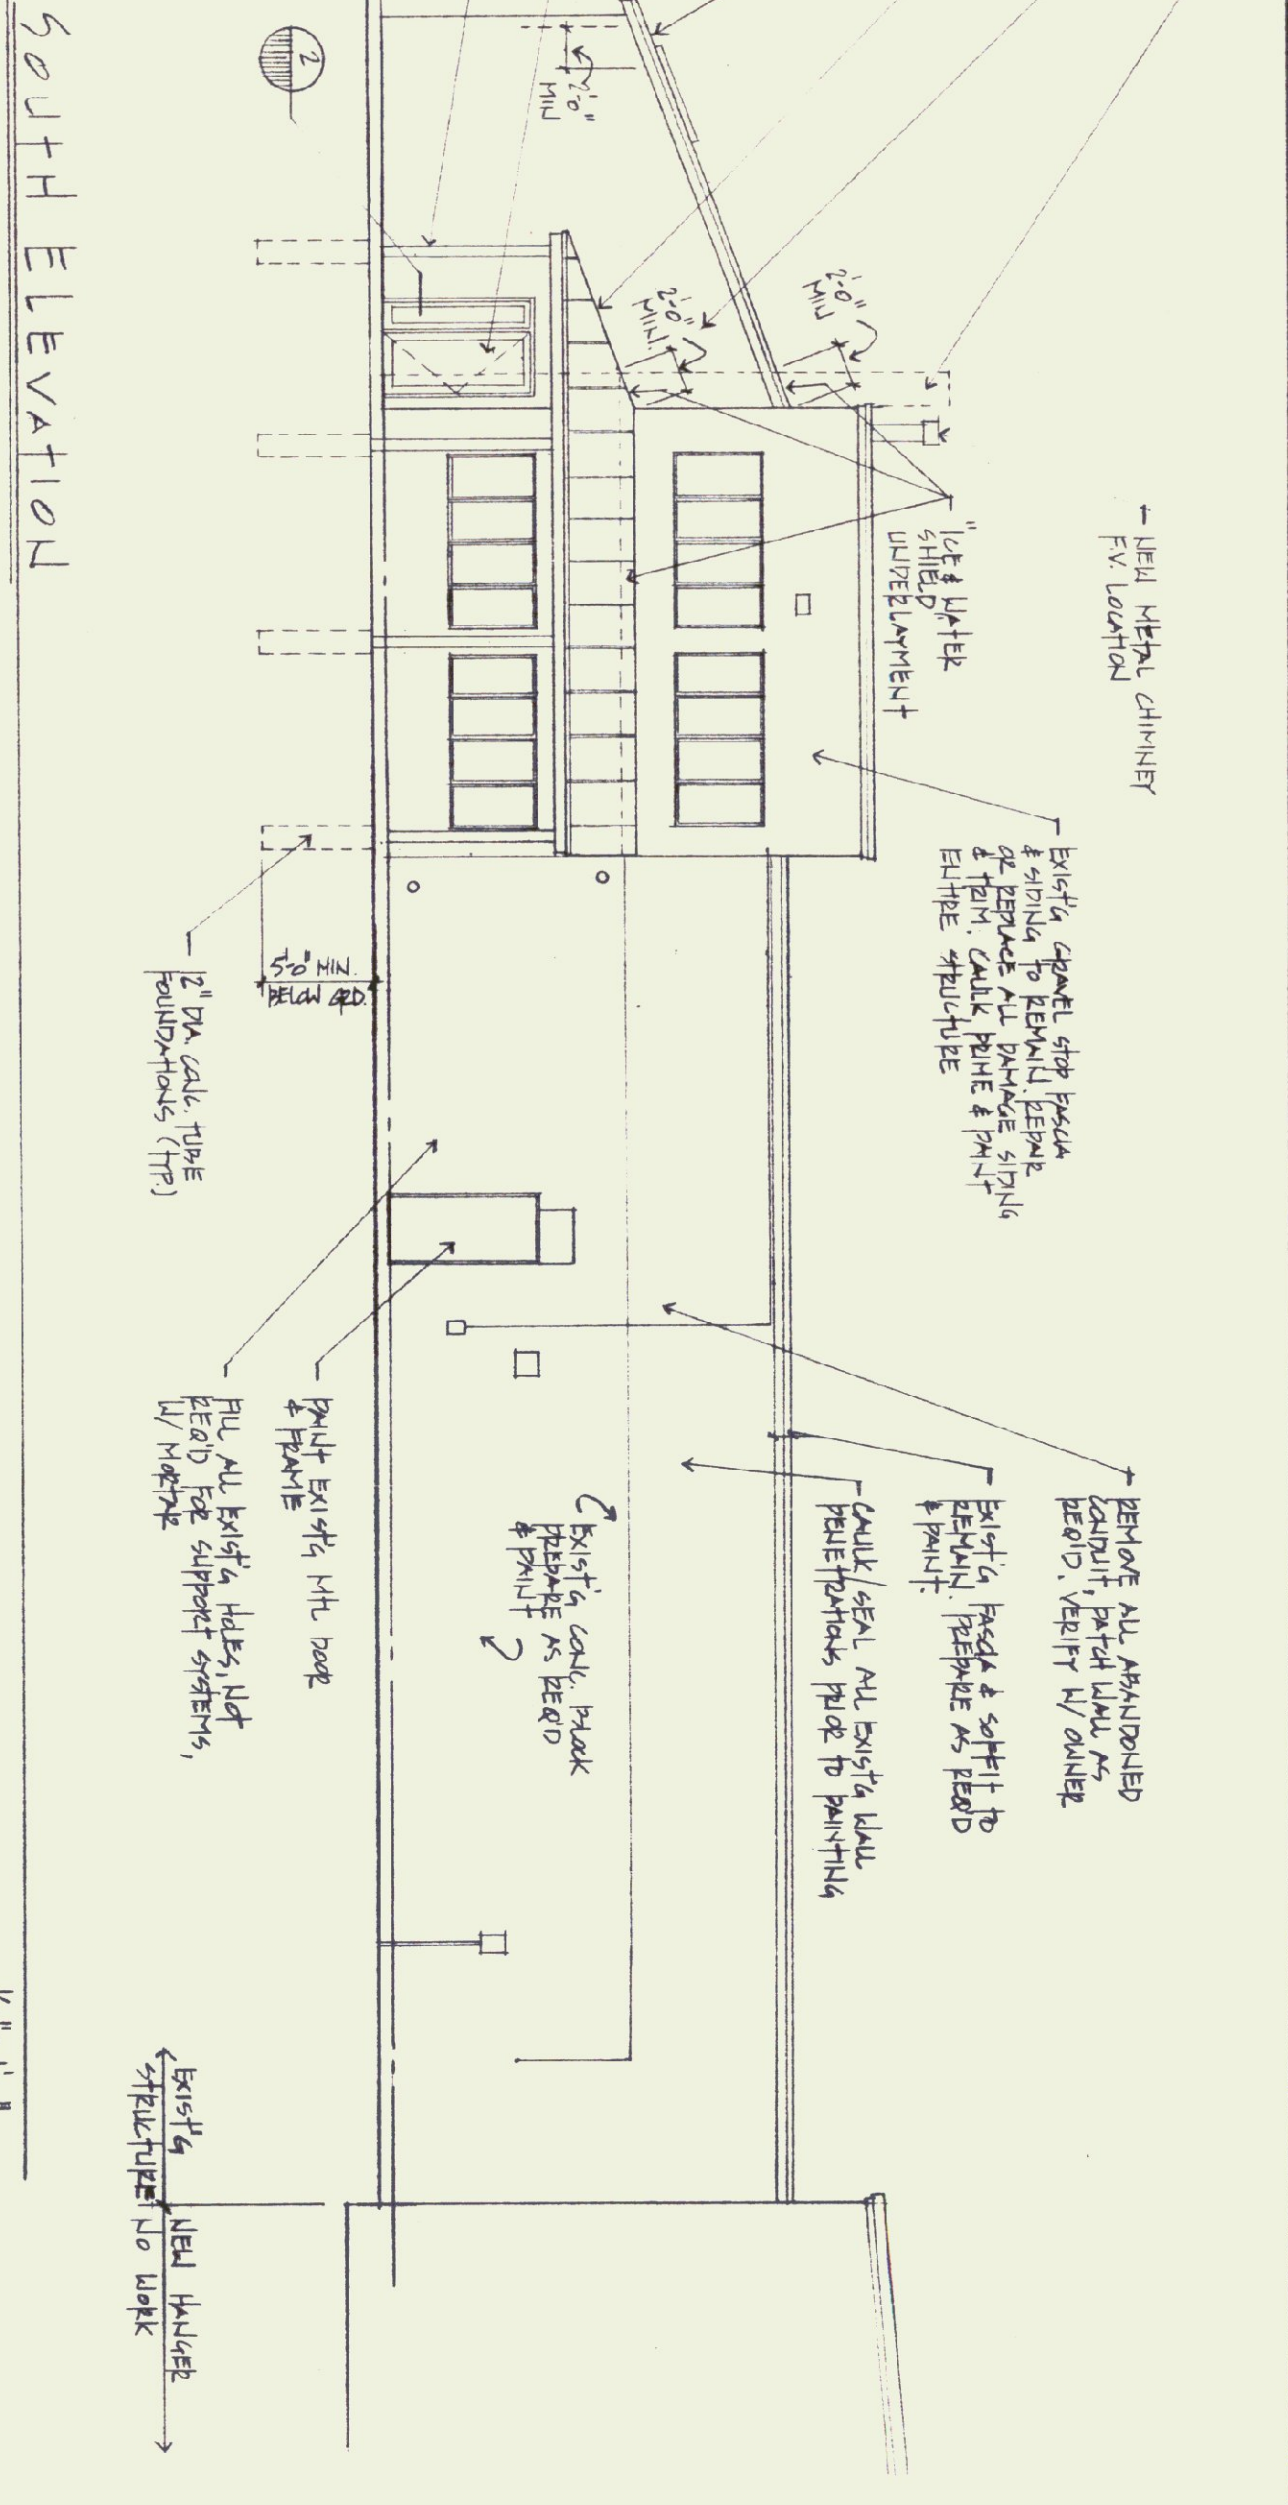 — NEW METAL CHIMNEY
F.V. LOCATION
"ICE & WATER
SHIELD
UNDERLAYMENT
— EXIST'G GRAVEL STOP FASCIA
& SIDING TO REMAIN. REPAIR
OR REPLACE ALL DAMAGE SIDING
& TRIM. CAULK PRIME & PAINT
ENTIRE STRUCTURE
— REMOVE ALL ABANDONED
CONDUIT, PATCH WALL AS
REQ'D. VERIFY W/ OWNER
— EXIST'G FASCIA & SOFFIT TO
REMAIN. PREPARE AS REQ'D
& PAINT.
— CAULK/SEAL ALL EXIST'G WALL
PENETRATIONS PRIOR TO PAINTING
2'-0"
MIN
2'-0"
MIN.
2'-0"
MIN
EXIST'G CONC. BLOCK
PREPARE AS REQ'D
& PAINT
2
5'-0" MIN.
BELOW GRD.
— 12" DIA. CONC. TUBE
FOUNDATIONS (TYP.)
— PAINT EXIST'G MTL DOOR
& FRAME
— FILL ALL EXIST'G HOLES, NOT
REQ'D FOR SUPPORT SYSTEMS,
W/ MORTAR
EXIST'G
STRUCTURE
NEW HANGER
NO WORK
SOUTH ELEVATION